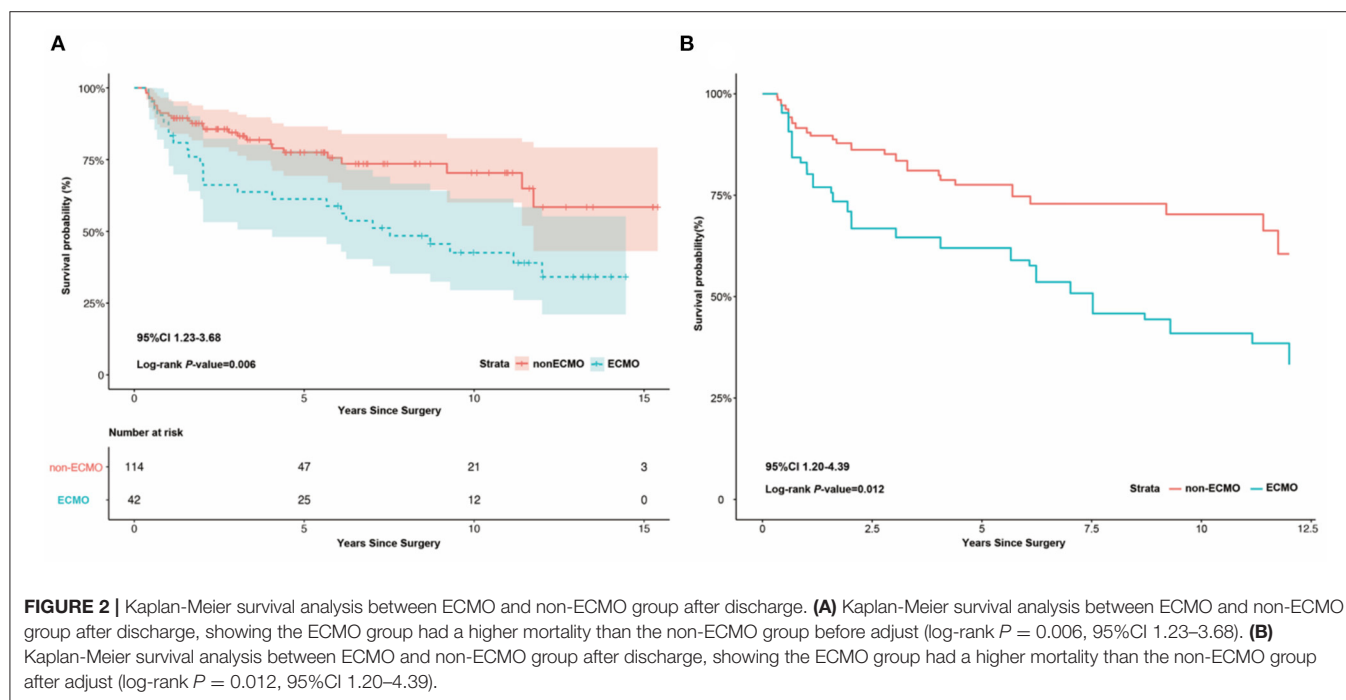 A
100%
75%
50%
25%
0
Survival probability (%)
95%CI 1.23-3.68
Log-rank P-value=0.006
Strata nonECMO ECMO
0 5 10 15
Years Since Surgery
Number at risk
non-ECMO 114 47 21 3
ECMO 42 25 12 0
0 5 10 15
Years Since Surgery
B
100%
75%
50%
25%
0
Survival probability(%)
95%CI 1.20-4.39
Log-rank P-value=0.012
Strata non-ECMO ECMO
0 2.5 5 7.5 10 12.5
Years Since Surgery
FIGURE 2 | Kaplan-Meier survival analysis between ECMO and non-ECMO group after discharge. (A) Kaplan-Meier survival analysis between ECMO and non-ECMO
group after discharge, showing the ECMO group had a higher mortality than the non-ECMO group before adjust (log-rank P = 0.006, 95%CI 1.23–3.68). (B)
Kaplan-Meier survival analysis between ECMO and non-ECMO group after discharge, showing the ECMO group had a higher mortality than the non-ECMO group
after adjust (log-rank P = 0.012, 95%CI 1.20–4.39).